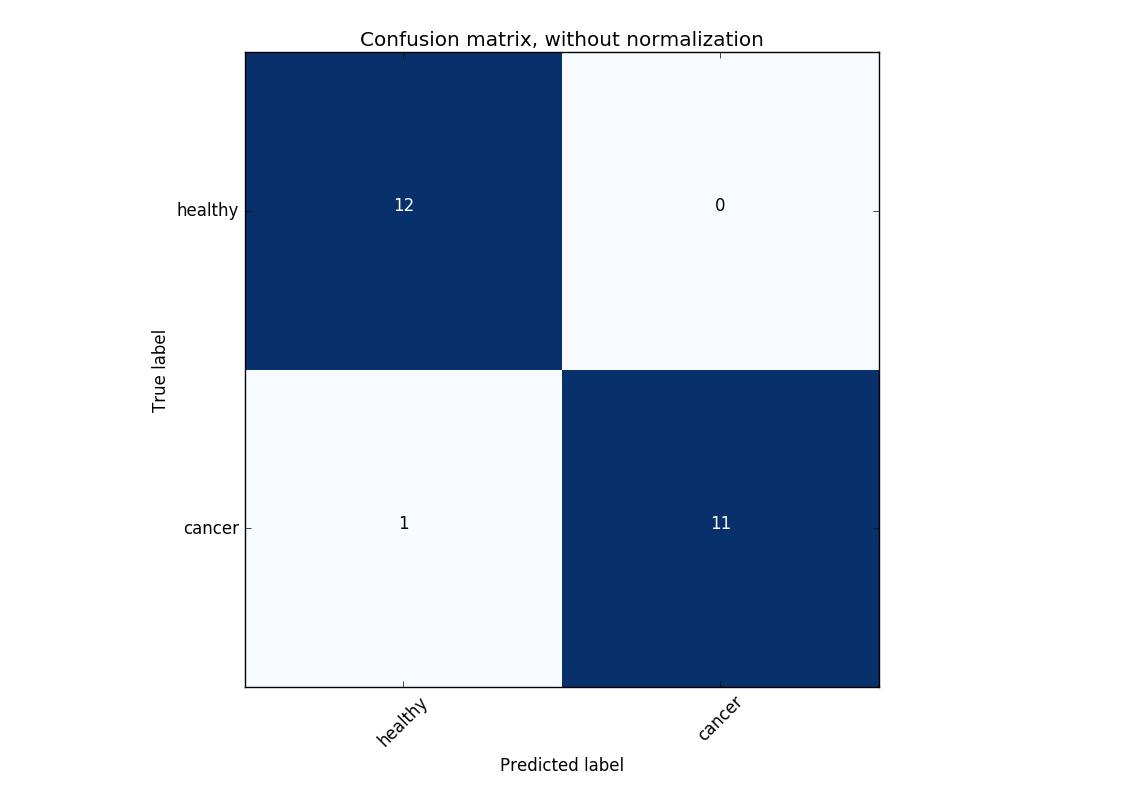 Confusion matrix, without normalization
healthy
12
0
True label
cancer
1
11
healthy
cancer
Predicted label